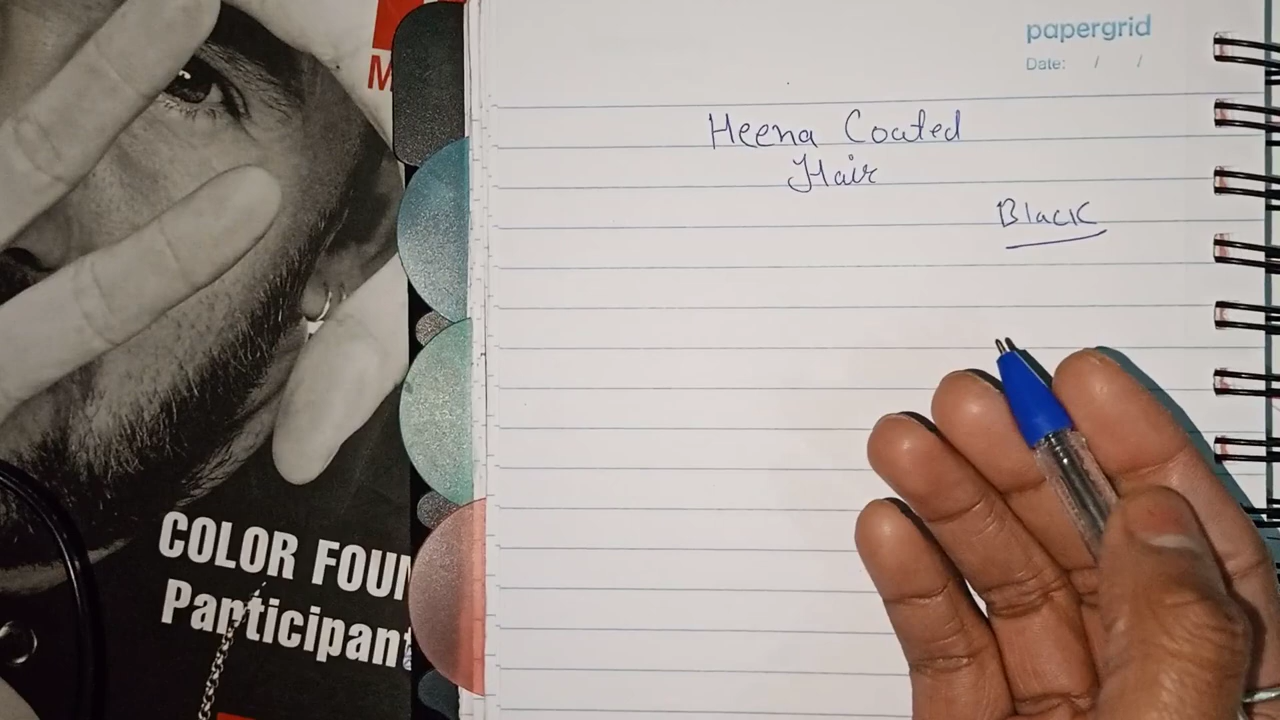 M
COLOR FOUN
Participant
papergrid
Date: / /
Heena Coated
Hair
Black